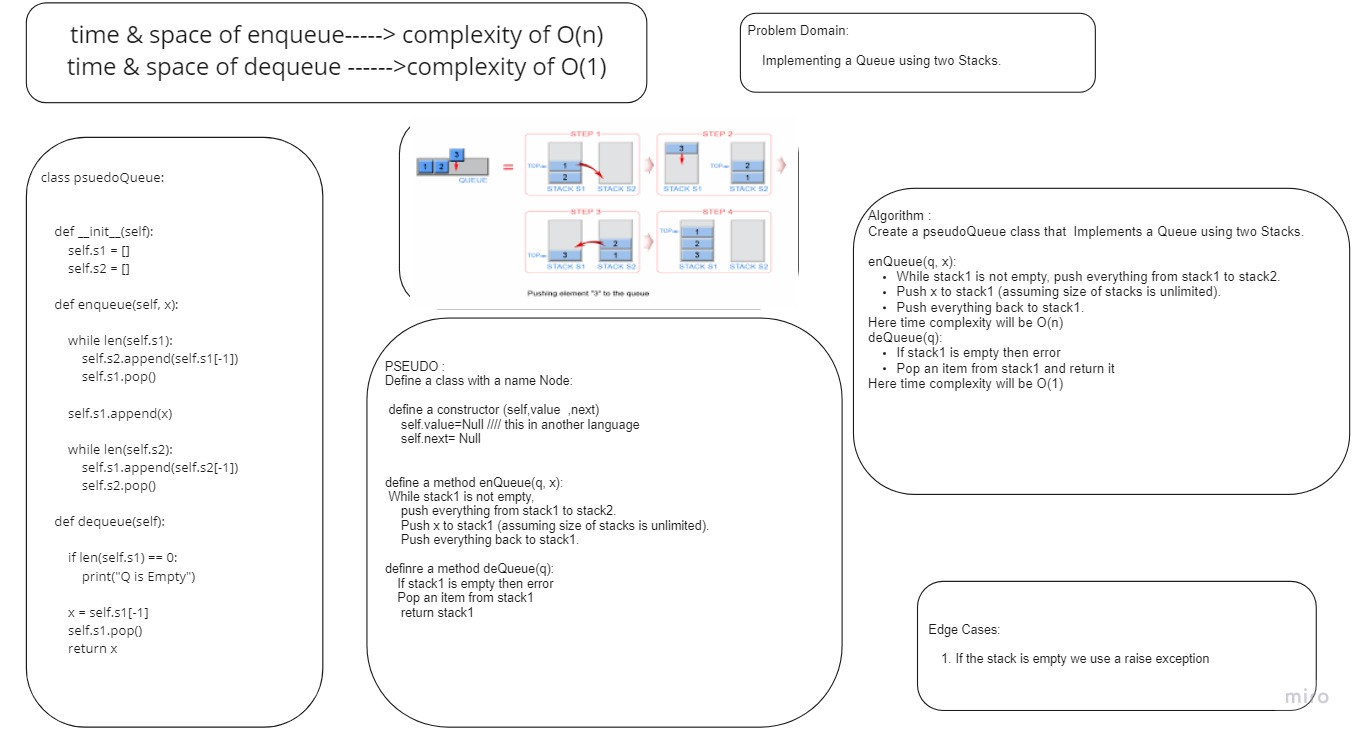 time & space of enqueue-----> complexity of O(n)
time & space of dequeue ------>complexity of O(1)
Problem Domain:
Implementing a Queue using two Stacks.
class psuedoQueue:
def __init__(self):
self.s1 = []
self.s2 = []
def enqueue(self, x):
while len(self.s1):
self.s2.append(self.s1[-1])
self.s1.pop()
self.s1.append(x)
while len(self.s2):
self.s1.append(self.s2[-1])
self.s2.pop()
def dequeue(self):
if len(self.s1) == 0:
print("Q is Empty")
x = self.s1[-1]
self.s1.pop()
return x
1 2 3
QUEUE
=
STEP 1
TOP
1
2
STACK S1 STACK S2
STEP 2
3
TOP
2
1
STACK S1 STACK S2
STEP 3
TOP
3
2
1
STACK S1 STACK S2
STEP 4
TOP
1
2
3
STACK S1 STACK S2
Pushing element "3" to the queue
PSEUDO :
Define a class with a name Node:
define a constructor (self,value ,next)
self.value=Null //// this in another language
self.next= Null
define a method enQueue(q, x):
While stack1 is not empty,
push everything from stack1 to stack2.
Push x to stack1 (assuming size of stacks is unlimited).
Push everything back to stack1.
definre a method deQueue(q):
If stack1 is empty then error
Pop an item from stack1
return stack1
Algorithm :
Create a pseudoQueue class that Implements a Queue using two Stacks.
enQueue(q, x):
• While stack1 is not empty, push everything from stack1 to stack2.
• Push x to stack1 (assuming size of stacks is unlimited).
• Push everything back to stack1.
Here time complexity will be O(n)
deQueue(q):
• If stack1 is empty then error
• Pop an item from stack1 and return it
Here time complexity will be O(1)
Edge Cases:
1. If the stack is empty we use a raise exception
miro